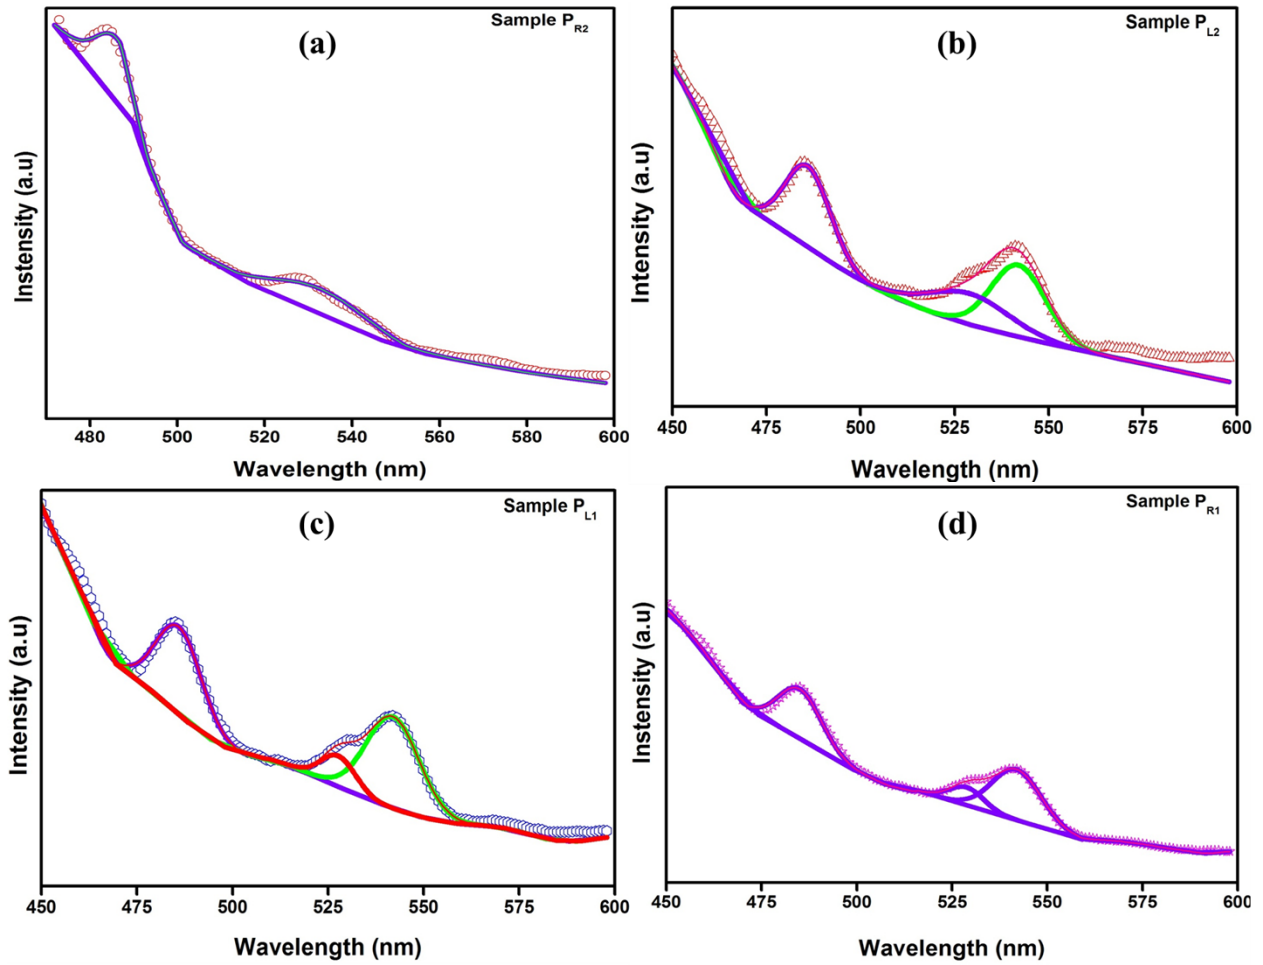 Sample PR2
(a)
Instensity (a.u)
480 500 520 540 560 580 600
Wavelength (nm)
Sample PL2
(b)
Intensity (a.u)
450 475 500 525 550 575 600
Wavelength (nm)
Sample PL1
(c)
Intensity (a.u)
450 475 500 525 550 575 600
Wavelength (nm)
Sample PR1
(d)
Instensity (a.u)
450 475 500 525 550 575 600
Wavelength (nm)